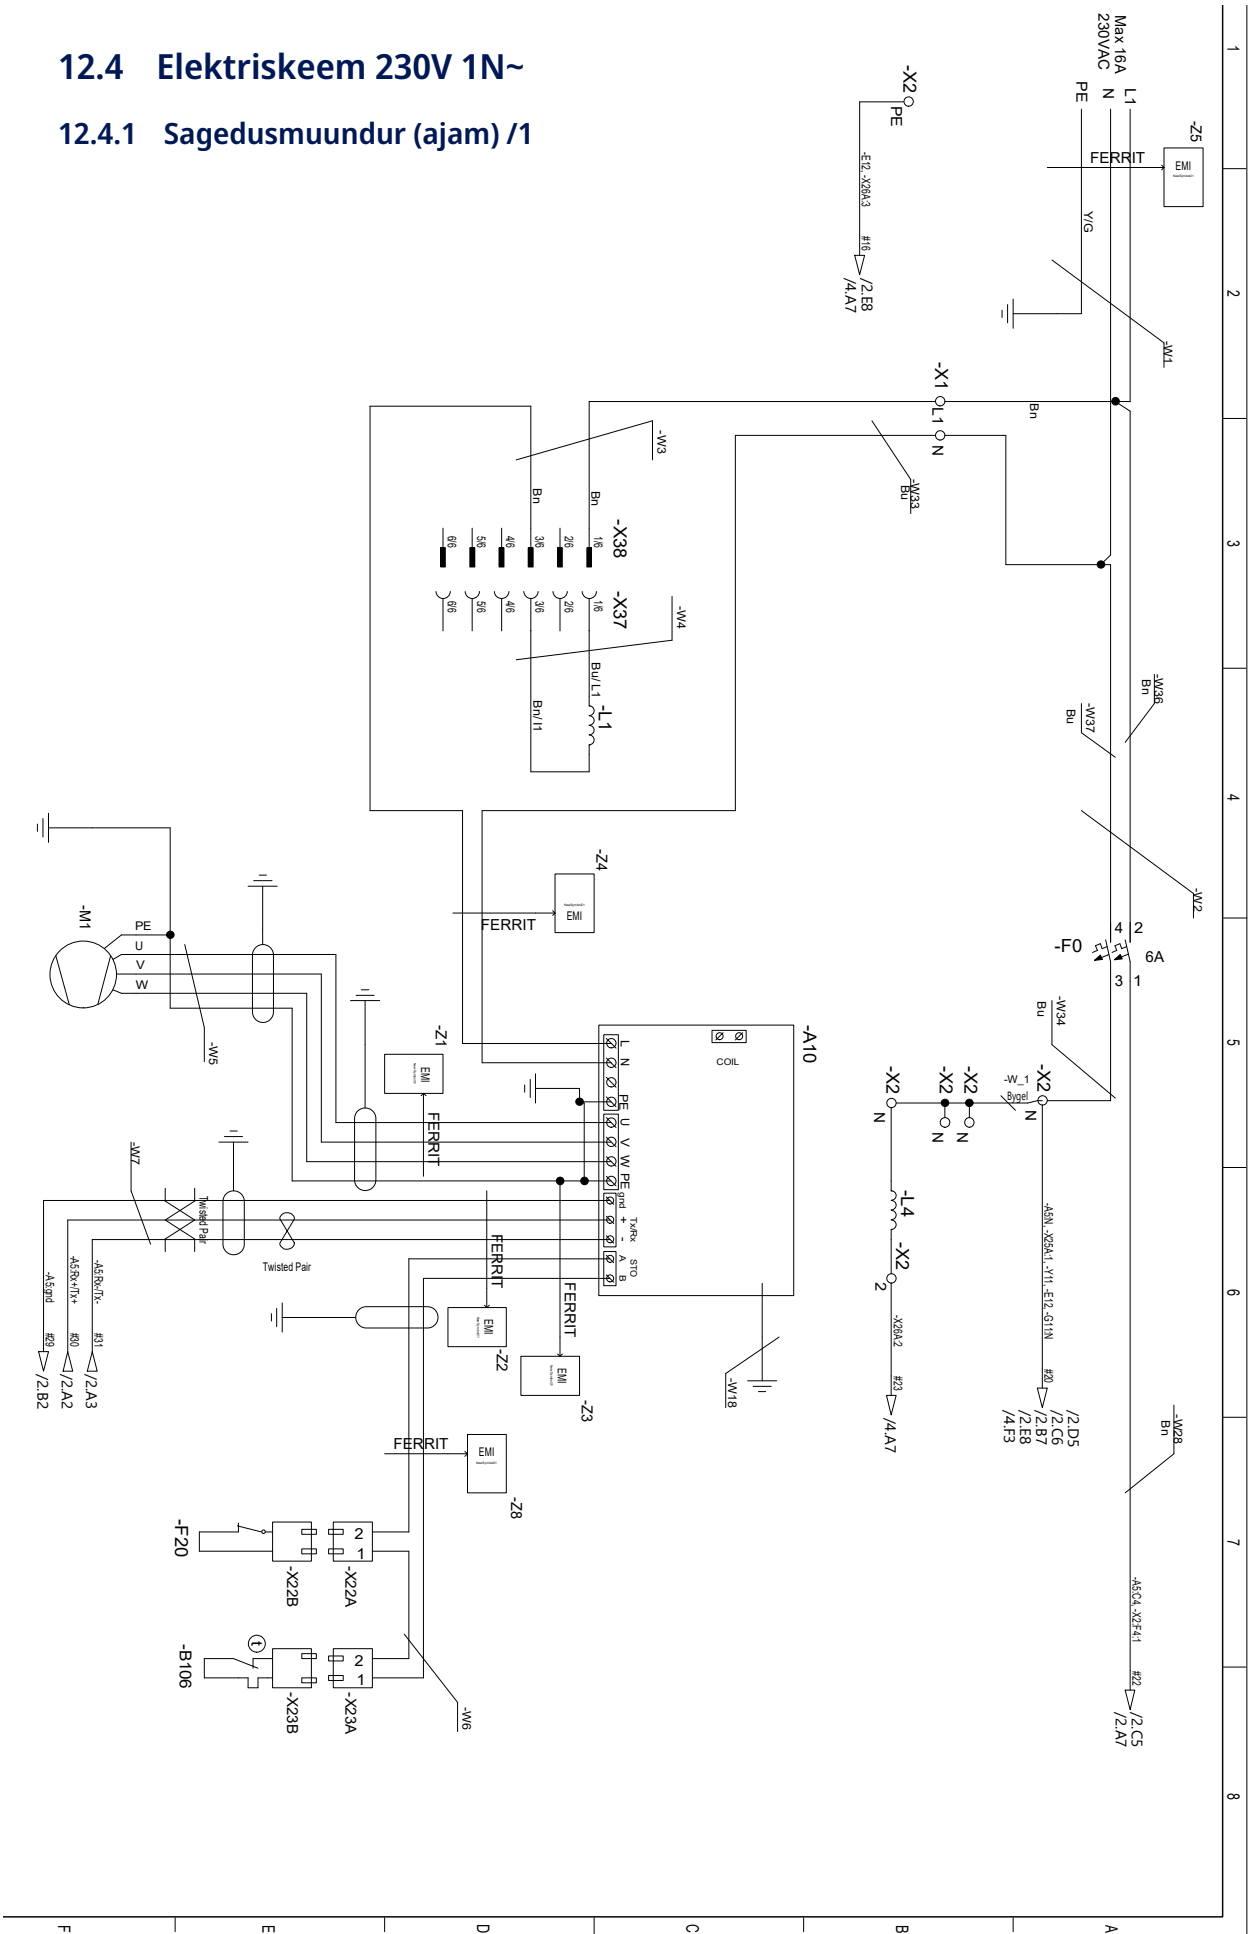 12.4 Elektriskeem 230V 1N~
12.4.1 Sagedusmuundur (ajam) /1
1
2
3
4
5
6
7
8
A
B
C
D
E
F
Max 16A
230VAC
L1
N
PE
-Z5
EMI
FERRIT
Y/G
-W1
-X2
PE
-E12, -X26A:3
#16
/2.E8
/4.A7
-X1
L1
N
Bn
-W33
Bu
-W3
Bn
Bn
-X38
1/6
2/6
3/6
4/6
5/6
6/6
-X37
1/6
2/6
3/6
4/6
5/6
6/6
-W4
Bu/ L1
Bn/ I1
-L1
-W36
Bn
-W37
Bu
-W2
-F0
4
2
6A
3
1
-W34
Bu
-Z4
EMI
FERRIT
-M1
PE
U
V
W
-W5
-A10
COIL
L
N
PE
U
V
W
PE
gnd
+
-
Tx/Rx
A
B
STO
-Z1
EMI
FERRIT
-X2
N
-X2
N
-X2
N
-W_1
Bygel
-X2
N
-L4
-X2
2
-X26A:2
#23
/4.A7
-A5:N, -X25A:1, -Y11, -E12, -G11:N
#20
/2.D5
/2.C6
/2.B7
/2.E8
/4.F3
-W28
Bn
-A5:C4, -X2:F4:1
#22
/2.C5
/2.A7
-W7
Twisted Pair
Twisted Pair
-A5:gnd
#29
/2.B2
-A5:Rx+/Tx+
#30
/2.A2
-A5:Rx-/Tx-
#31
/2.A3
FERRIT
EMI
-Z2
FERRIT
EMI
-Z3
-W18
FERRIT
EMI
-Z8
-F20
-X22B
2
1
-X22A
t
-B106
-X23B
2
1
-X23A
-W6